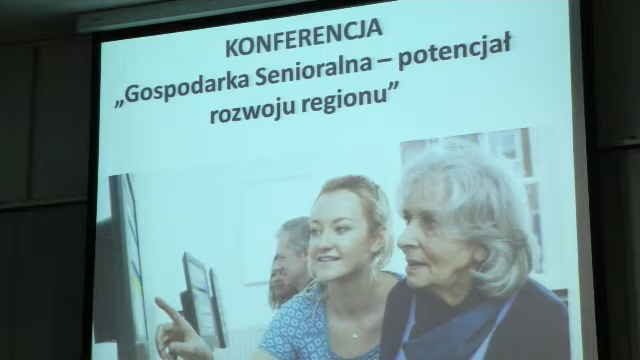 KONFERENCJA
„Gospodarka Senioralna – potencjał
rozwoju regionu”